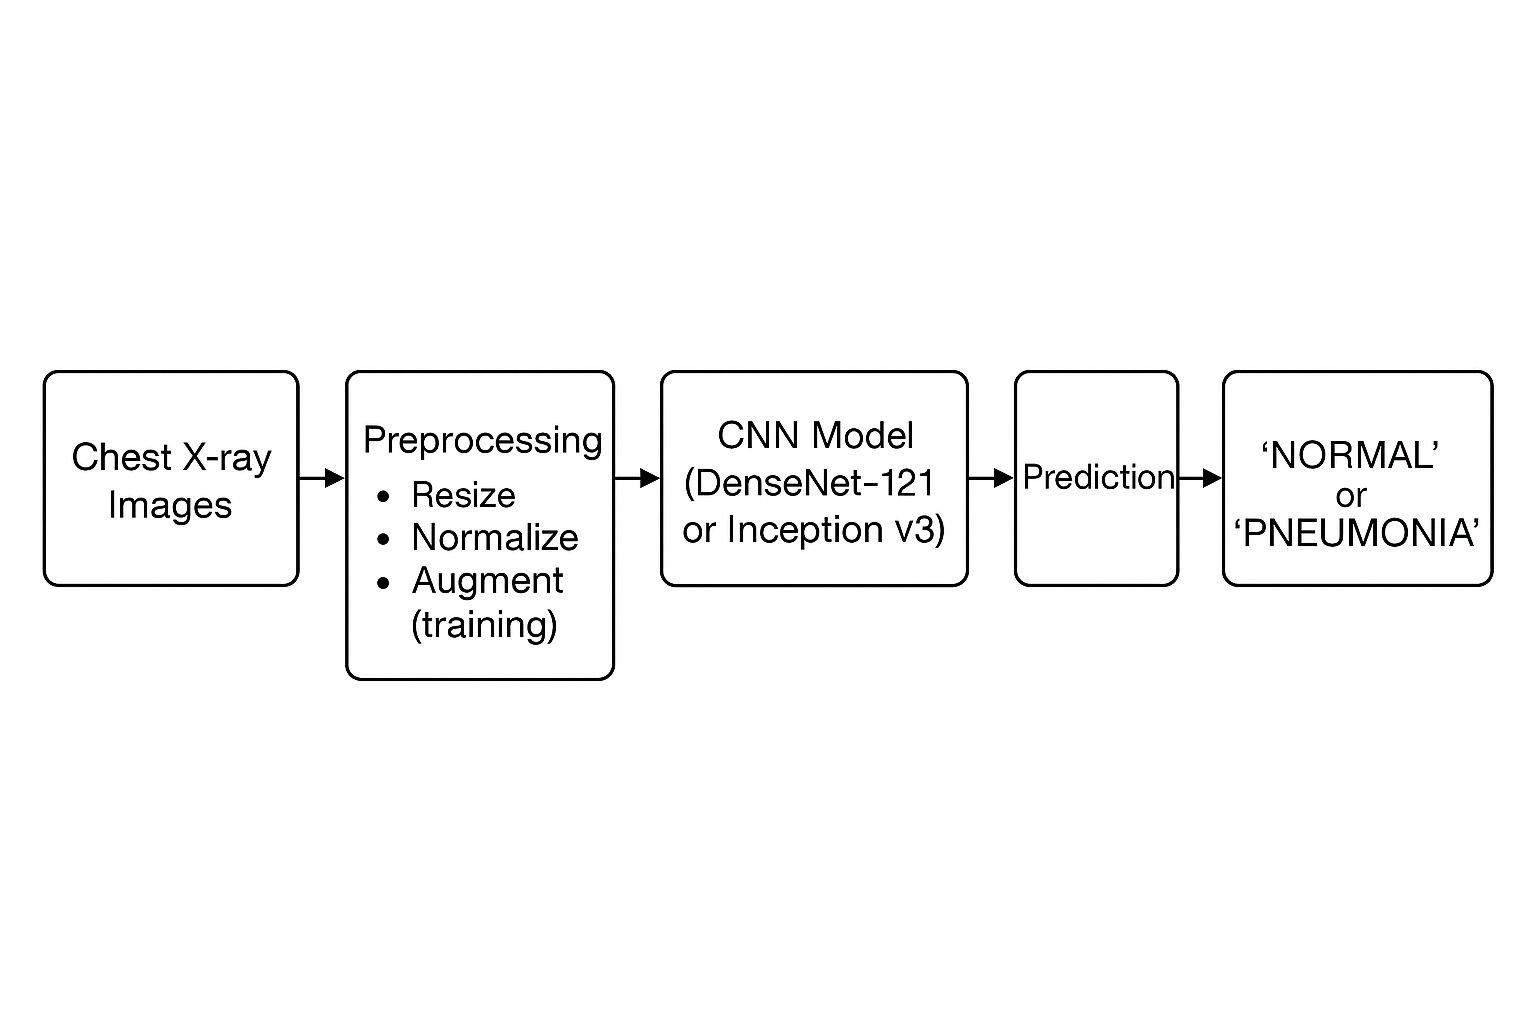 Chest X-ray
Images
Preprocessing
• Resize
• Normalize
• Augment
(training)
CNN Model
(DenseNet-121
or Inception v3)
Prediction
‘NORMAL’
or
‘PNEUMONIA’